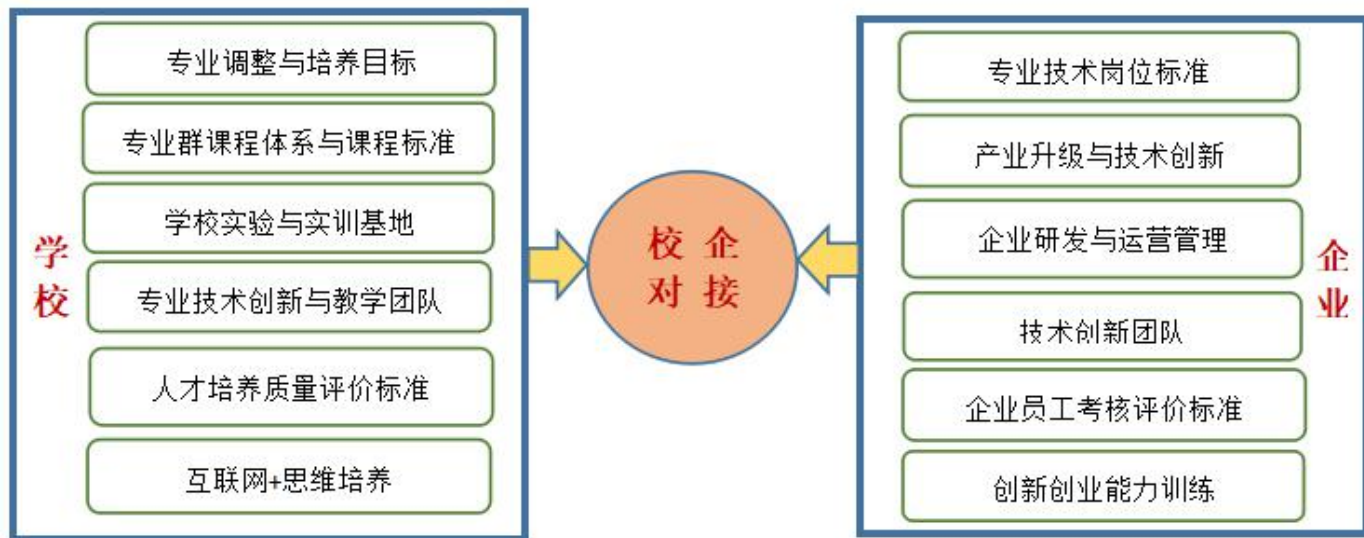 学校
专业调整与培养目标
专业群课程体系与课程标准
学校实验与实训基地
专业技术创新与教学团队
人才培养质量评价标准
互联网+思维培养
校企
对接
专业技术岗位标准
产业升级与技术创新
企业研发与运营管理
技术创新团队
企业员工考核评价标准
创新创业能力训练
企业